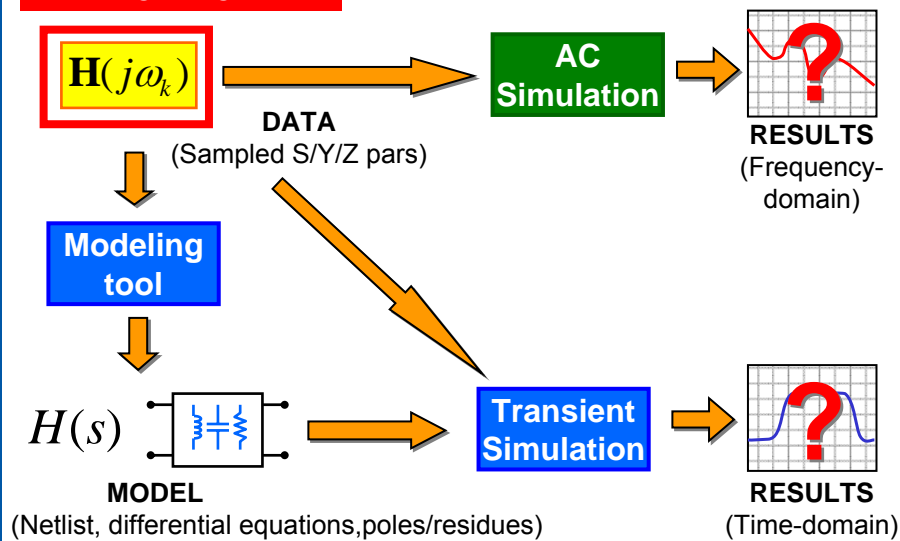 H(jωk)
AC
Simulation
?
DATA
(Sampled S/Y/Z pars)
RESULTS
(Frequency-
domain)
Modeling
tool
H(s)
Transient
Simulation
?
MODEL
(Netlist, differential equations,poles/residues)
RESULTS
(Time-domain)